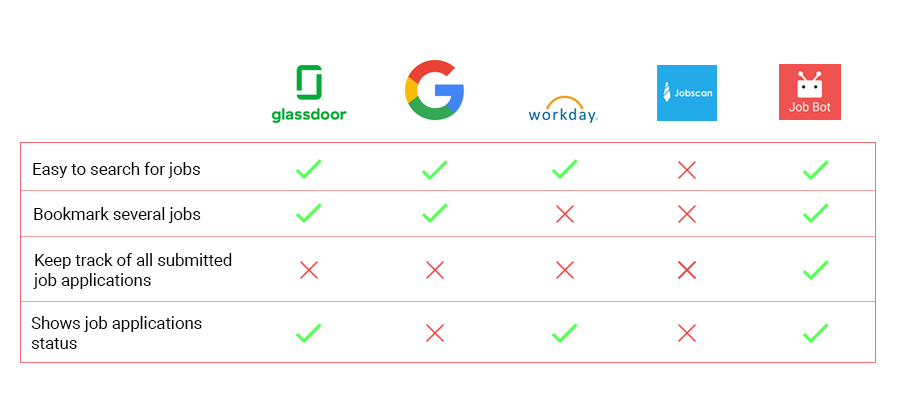 glassdoor
workday.
Jobscan
Job Bot
Easy to search for jobs
Bookmark several jobs
Keep track of all submitted
job applications
Shows job applications
status